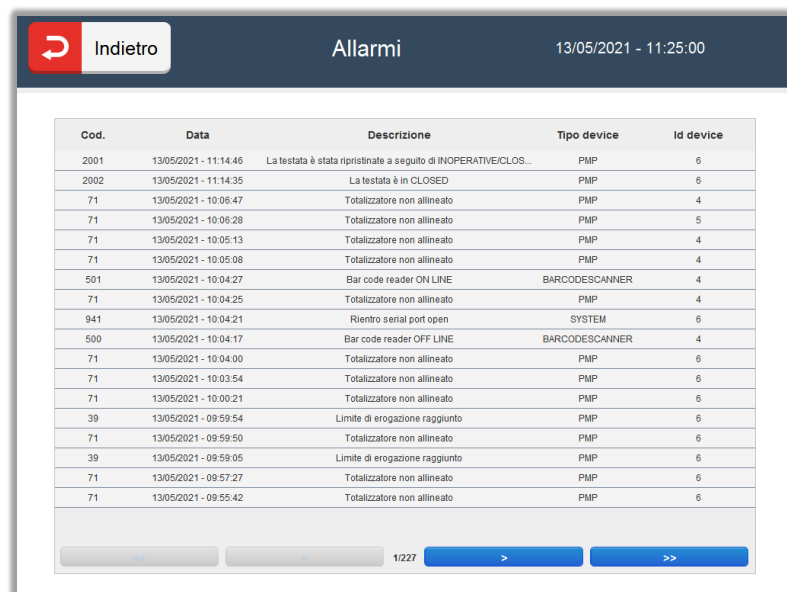 Indietro Allarmi 13/05/2021 - 11:25:00
Cod. Data Descrizione Tipo device Id device
2001 13/05/2021 - 11:14:46 La testata è stata ripristinate a seguito di INOPERATIVE/CLOS... PMP 6
2002 13/05/2021 - 11:14:35 La testata è in CLOSED PMP 6
71 13/05/2021 - 10:06:47 Totalizzatore non allineato PMP 4
71 13/05/2021 - 10:06:28 Totalizzatore non allineato PMP 5
71 13/05/2021 - 10:05:13 Totalizzatore non allineato PMP 4
71 13/05/2021 - 10:05:08 Totalizzatore non allineato PMP 4
501 13/05/2021 - 10:04:27 Bar code reader ON LINE BARCODESCANNER 4
71 13/05/2021 - 10:04:25 Totalizzatore non allineato PMP 4
941 13/05/2021 - 10:04:21 Rientro serial port open SYSTEM 6
500 13/05/2021 - 10:04:17 Bar code reader OFF LINE BARCODESCANNER 4
71 13/05/2021 - 10:04:00 Totalizzatore non allineato PMP 6
71 13/05/2021 - 10:03:54 Totalizzatore non allineato PMP 6
71 13/05/2021 - 10:00:21 Totalizzatore non allineato PMP 6
39 13/05/2021 - 09:59:54 Limite di erogazione raggiunto PMP 6
71 13/05/2021 - 09:59:50 Totalizzatore non allineato PMP 6
39 13/05/2021 - 09:59:05 Limite di erogazione raggiunto PMP 6
71 13/05/2021 - 09:57:27 Totalizzatore non allineato PMP 6
71 13/05/2021 - 09:55:42 Totalizzatore non allineato PMP 6
<< < 1/227 > >>